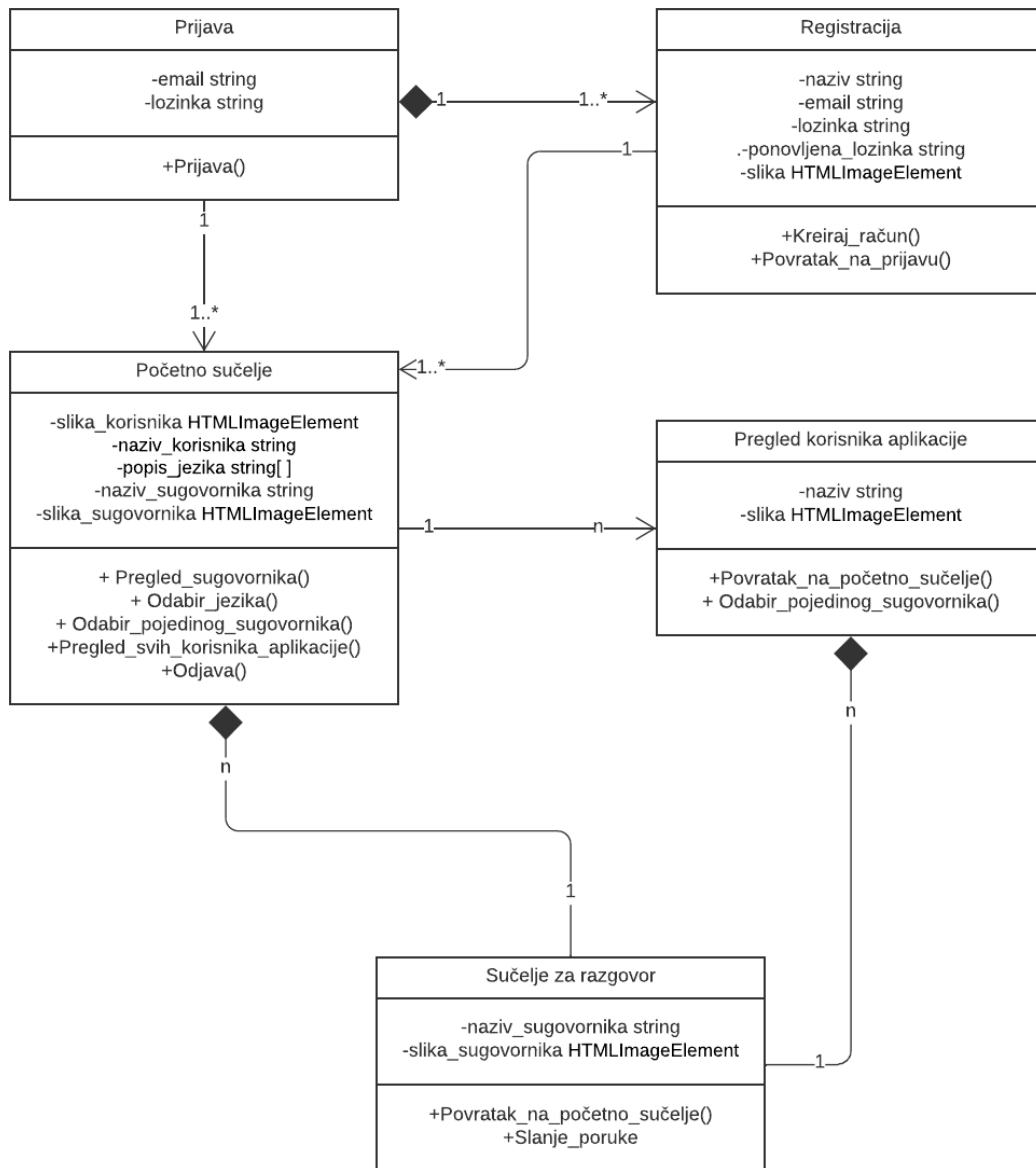 Prijava
-email string
-lozinka string
+Prijava()
1
1..*
Registracija
-naziv string
-email string
-lozinka string
.-ponovljena_lozinka string
-slika HTMLImageElement
+Kreiraj_račun()
+Povratak_na_prijavu()
1
1..*
1
1..*
Početno sučelje
-slika_korisnika HTMLImageElement
-naziv_korisnika string
-popis_jezika string[ ]
-naziv_sugovornika string
-slika_sugovornika HTMLImageElement
+ Pregled_sugovornika()
+ Odabir_jezika()
+ Odabir_pojedinog_sugovornika()
+Pregled_svih_korisnika_aplikacije()
+Odjava()
1
n
Pregled korisnika aplikacije
-naziv string
-slika HTMLImageElement
+Povratak_na_početno_sučelje()
+ Odabir_pojedinog_sugovornika()
n
n
1
1
Sučelje za razgovor
-naziv_sugovornika string
-slika_sugovornika HTMLImageElement
+Povratak_na_početno_sučelje()
+Slanje_poruke